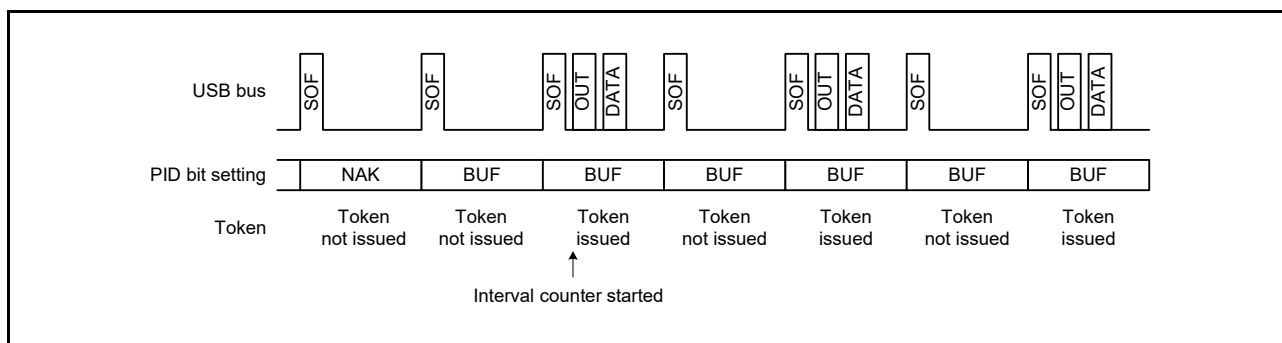 USB bus
SOF SOF SOF OUT DATA SOF SOF OUT DATA SOF SOF OUT DATA
PID bit setting NAK BUF BUF BUF BUF BUF BUF
Token
Token not issued
Token not issued
Token issued
Token not issued
Token issued
Token not issued
Token issued
Interval counter started